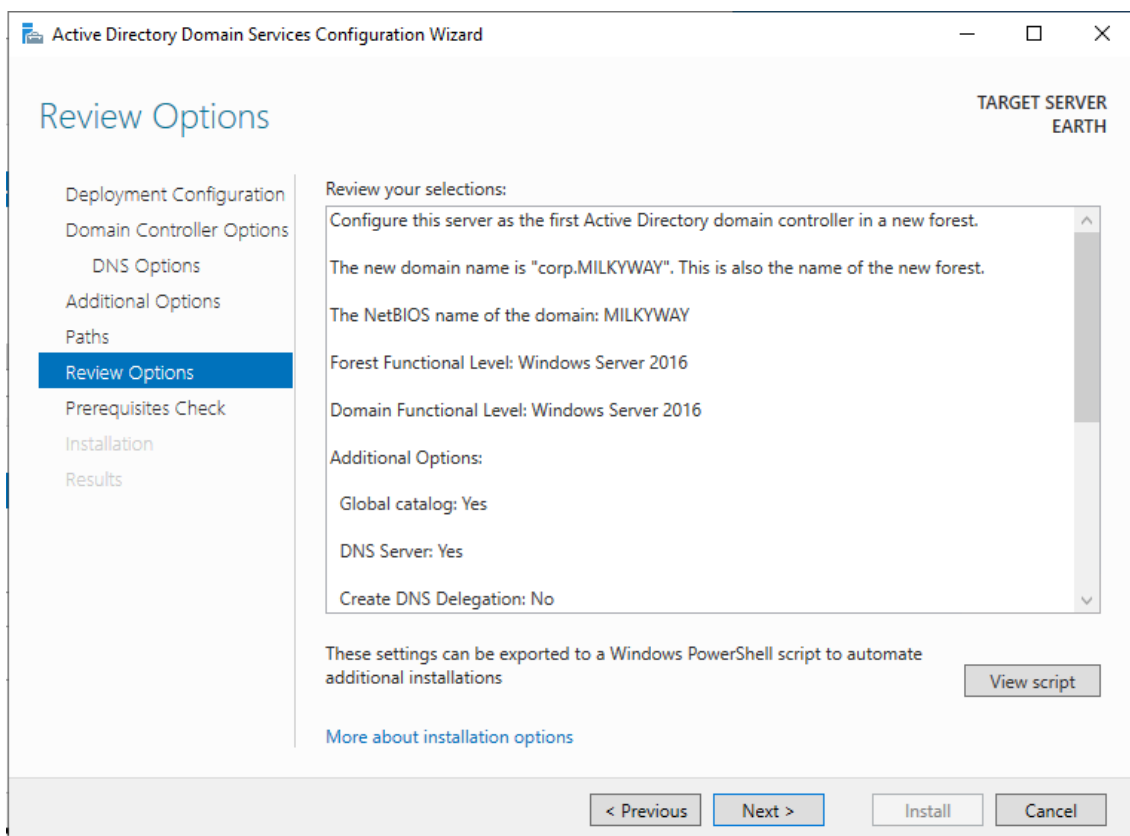 Active Directory Domain Services Configuration Wizard
Review Options
TARGET SERVER
EARTH
Deployment Configuration
Domain Controller Options
DNS Options
Additional Options
Paths
Review Options
Prerequisites Check
Installation
Results
Review your selections:
Configure this server as the first Active Directory domain controller in a new forest.
The new domain name is "corp.MILKYWAY". This is also the name of the new forest.
The NetBIOS name of the domain: MILKYWAY
Forest Functional Level: Windows Server 2016
Domain Functional Level: Windows Server 2016
Additional Options:
Global catalog: Yes
DNS Server: Yes
Create DNS Delegation: No
These settings can be exported to a Windows PowerShell script to automate
additional installations
View script
More about installation options
< Previous
Next >
Install
Cancel